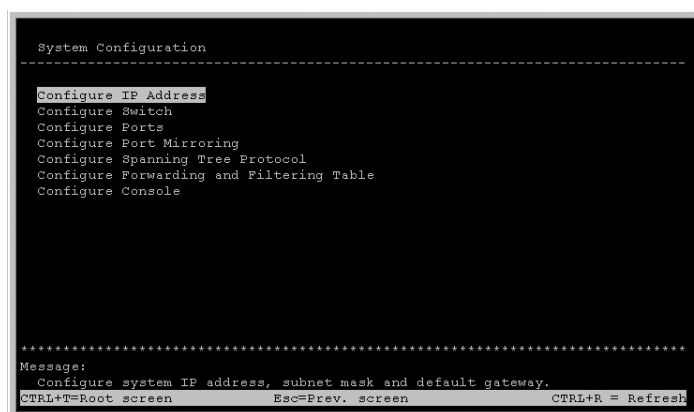 System Configuration
--------------------------------------------------------------------------------
Configure IP Address
Configure Switch
Configure Ports
Configure Port Mirroring
Configure Spanning Tree Protocol
Configure Forwarding and Filtering Table
Configure Console
********************************************************************************
Message:
Configure system IP address, subnet mask and default gateway.
CTRL+T=Root screen Esc=Prev. screen CTRL+R = Refresh